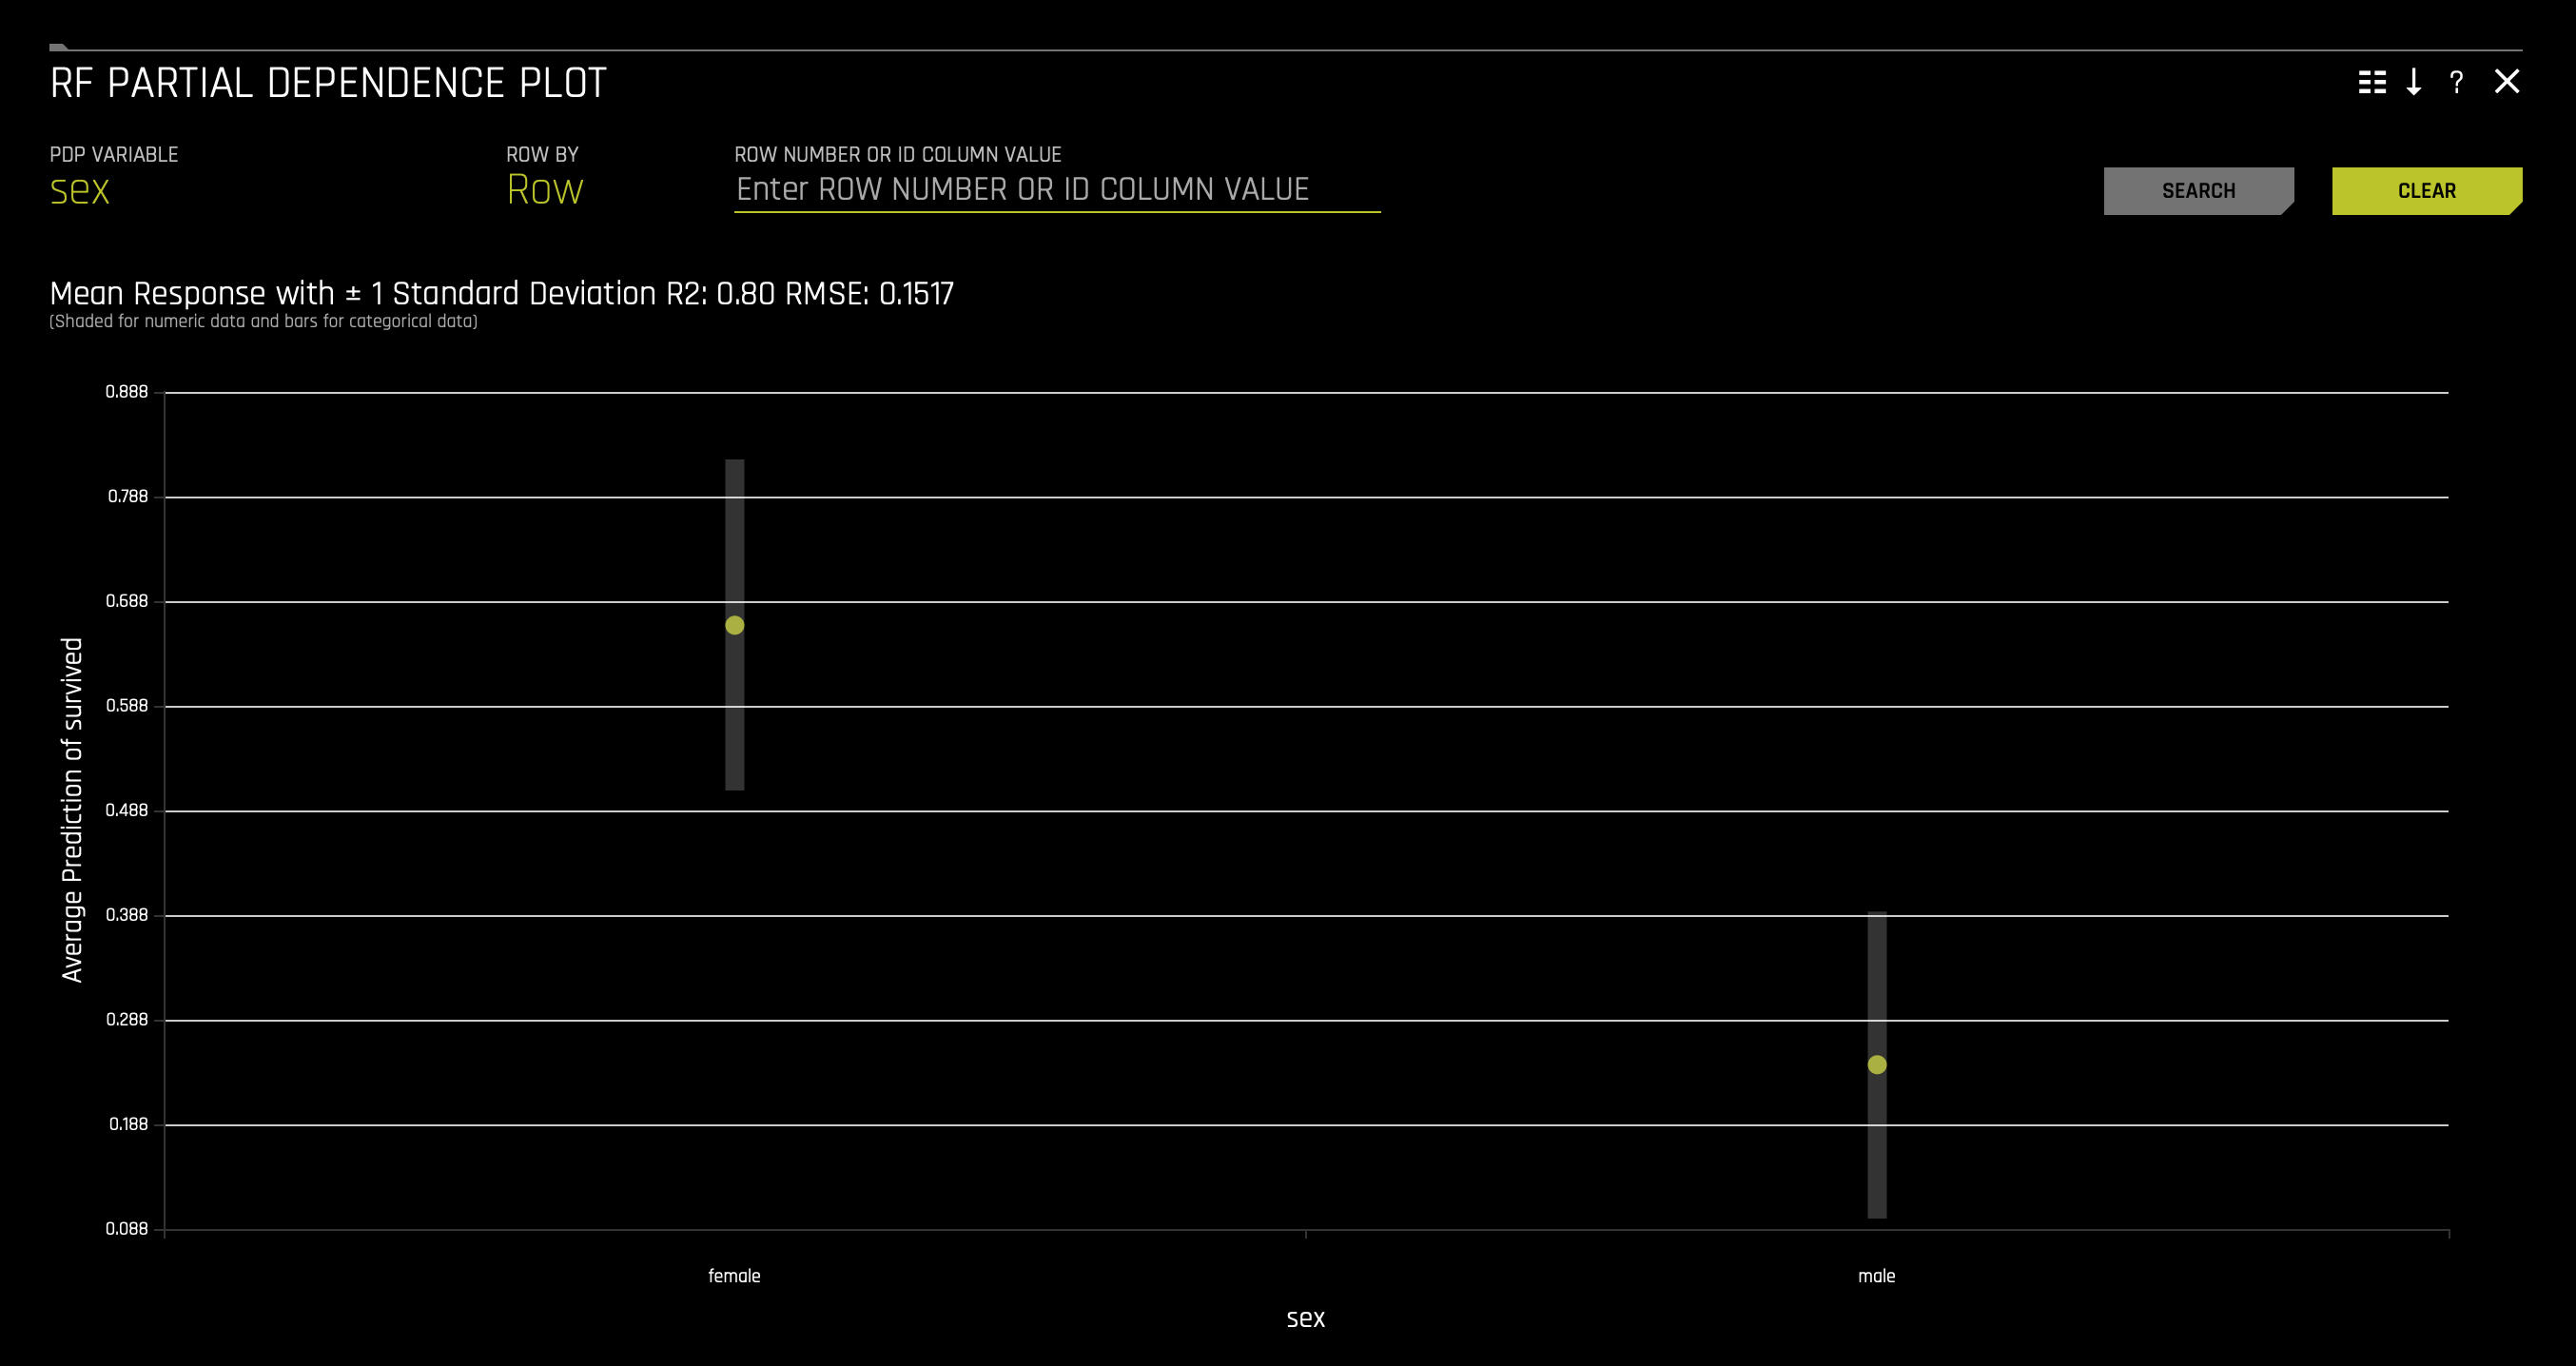 RF PARTIAL DEPENDENCE PLOT
?
PDP VARIABLE
sex
ROW BY
Row
ROW NUMBER OR ID COLUMN VALUE
Enter ROW NUMBER OR ID COLUMN VALUE
SEARCH
CLEAR
Mean Response with ± 1 Standard Deviation R2: 0.80 RMSE: 0.1517
(Shaded for numeric data and bars for categorical data)
Average Prediction of survived
0.888
0.788
0.688
0.588
0.488
0.388
0.288
0.188
0.088
female
male
sex